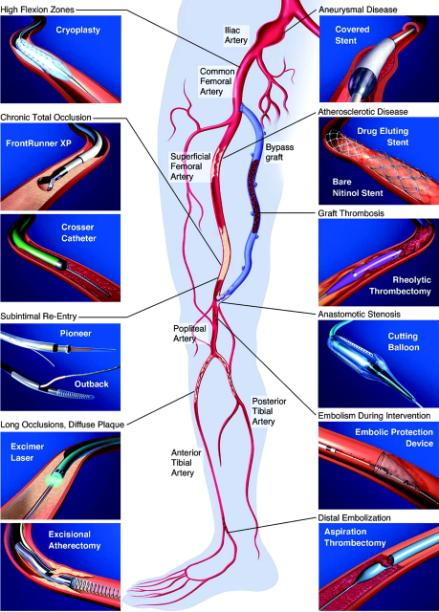 High Flexion Zones
Cryoplasty
Chronic Total Occlusion
FrontRunner XP
Crosser
Catheter
Subintimal Re-Entry
Pioneer
Outback
Long Occlusions, Diffuse Plaque
Excimer
Laser
Excisional
Atherectomy
Iliac
Artery
Common
Femoral
Artery
Superficial
Femoral
Artery
Bypass
graft
Popliteal
Artery
Posterior
Tibial
Artery
Anterior
Tibial
Artery
Aneurysmal Disease
Covered
Stent
Atherosclerotic Disease
Drug Eluting
Stent
Bare
Nitinol Stent
Graft Thrombosis
Rheolytic
Thrombectomy
Anastomotic Stenosis
Cutting
Balloon
Embolism During Intervention
Embolic Protection
Device
Distal Embolization
Aspiration
Thrombectomy